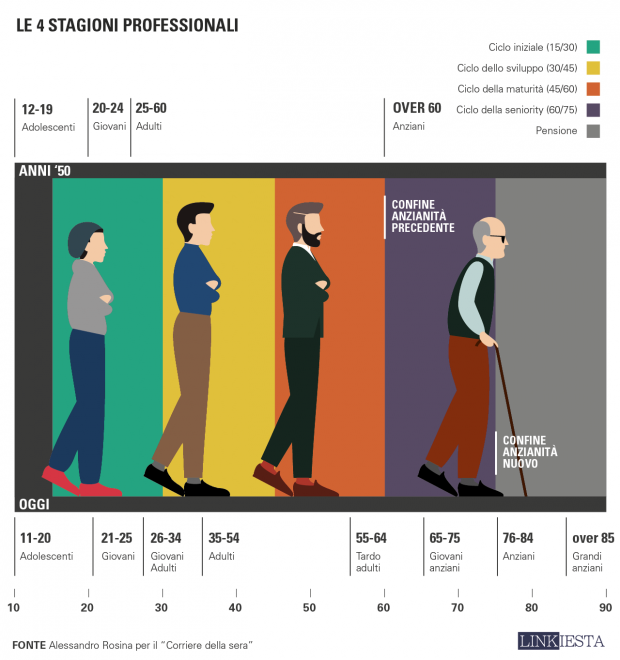 LE 4 STAGIONI PROFESSIONALI
Ciclo iniziale (15/30)
Ciclo dello sviluppo (30/45)
Ciclo della maturità (45/60)
Ciclo della seniority (60/75)
Pensione
12-19
Adolescenti
20-24
Giovani
25-60
Adulti
OVER 60
Anziani
ANNI ‘50
CONFINE
ANZIANITÀ
PRECEDENTE
CONFINE
ANZIANITÀ
NUOVO
OGGI
11-20
Adolescenti
21-25
Giovani
26-34
Giovani
Adulti
35-54
Adulti
55-64
Tardo
adulti
65-75
Giovani
anziani
76-84
Anziani
over 85
Grandi
anziani
10 20 30 40 50 60 70 80 90
FONTE Alessandro Rosina per il “Corriere della sera”
LINKIESTA